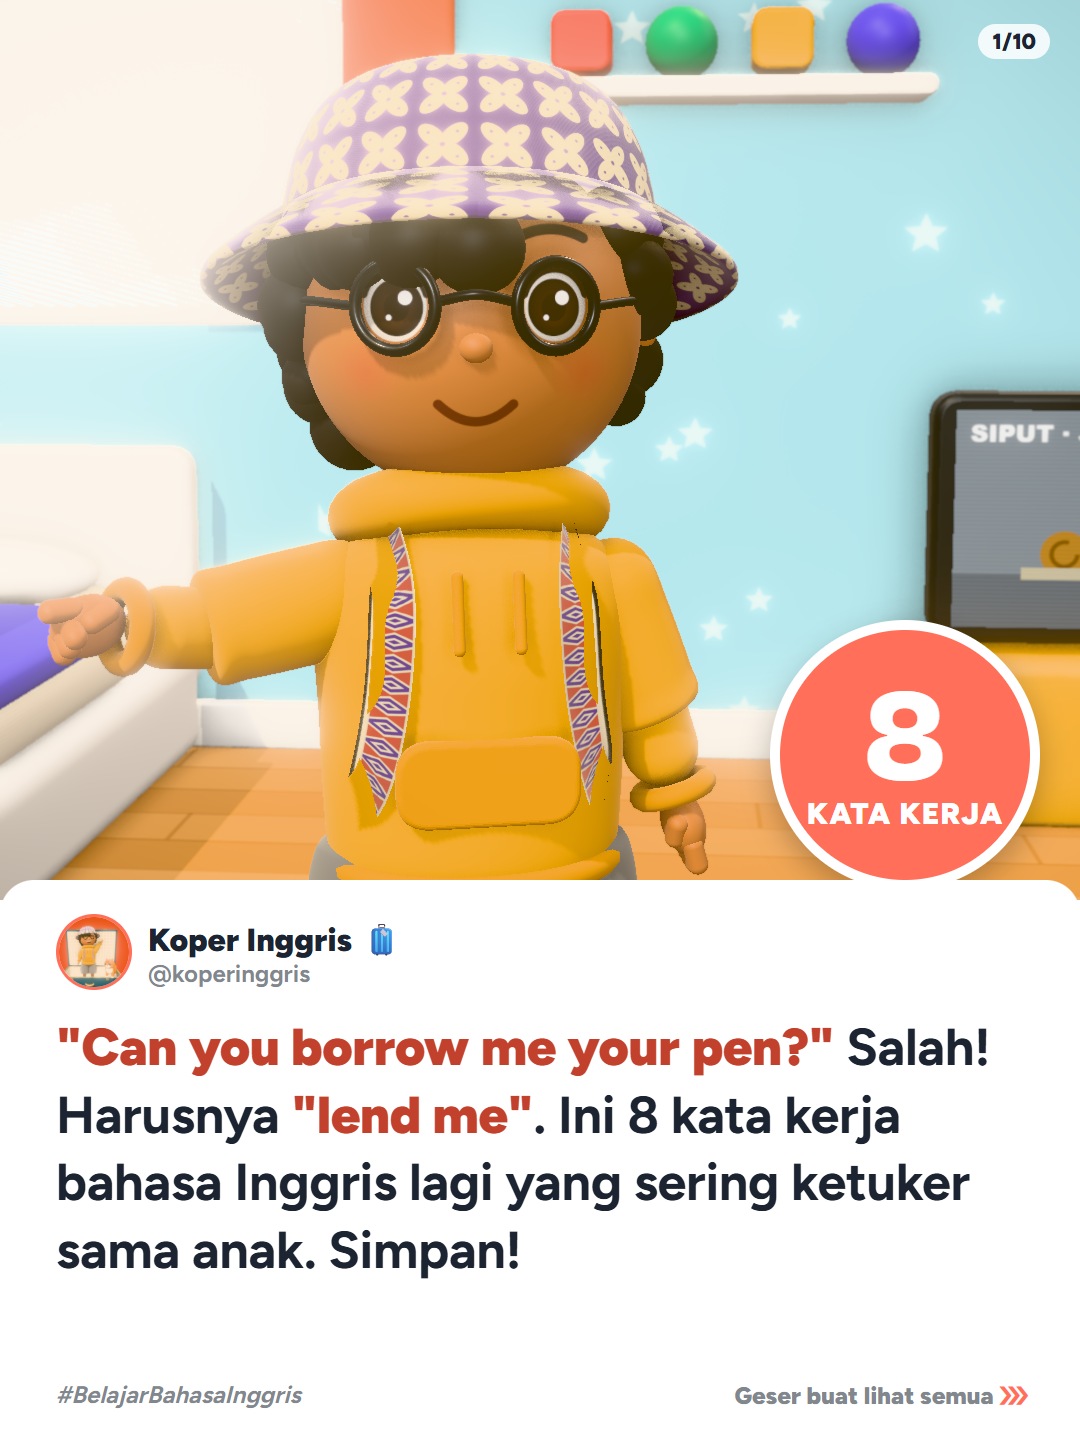 1/10
SIPUT ·
8
KATA KERJA
Koper Inggris
@koperinggris
"Can you borrow me your pen?" Salah!
Harusnya "lend me". Ini 8 kata kerja
bahasa Inggris lagi yang sering ketuker
sama anak. Simpan!
#BelajarBahasaInggris
Geser buat lihat semua